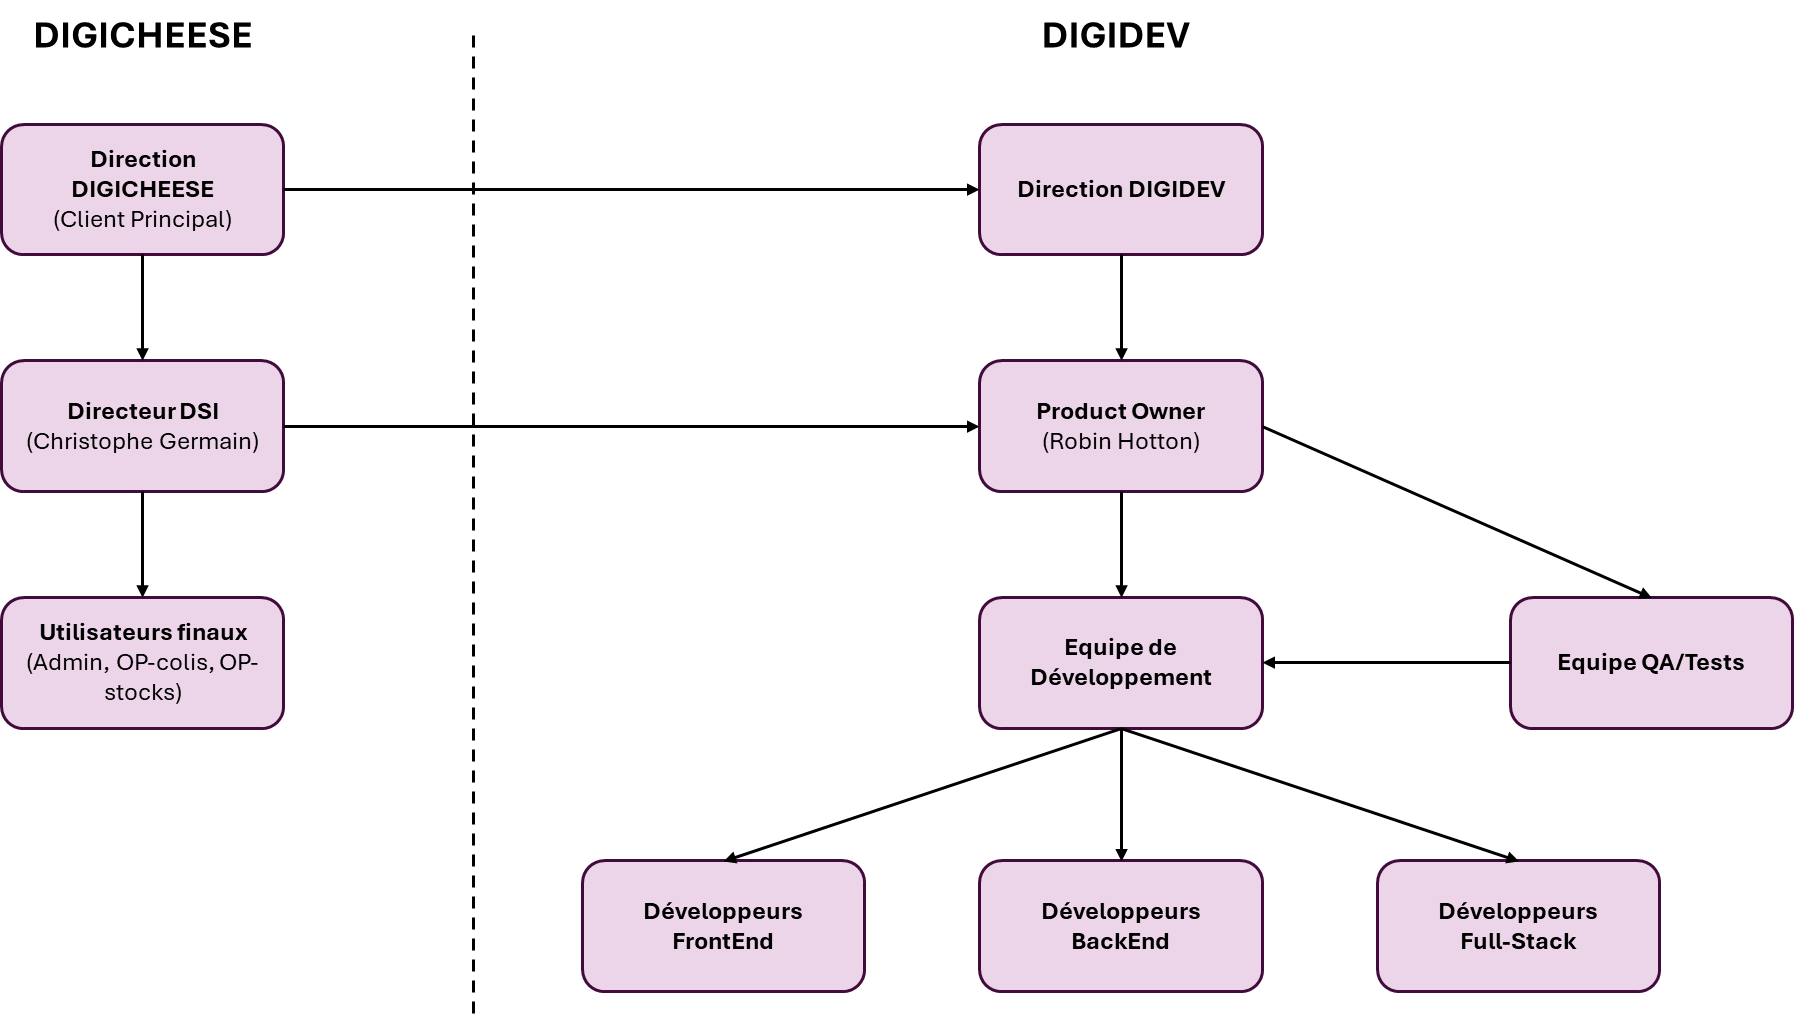 DIGICHEESE
DIGIDEV
Direction
DIGICHEESE
(Client Principal)
Direction DIGIDEV
Directeur DSI
(Christophe Germain)
Product Owner
(Robin Hotton)
Utilisateurs finaux
(Admin, OP-colis, OP-
stocks)
Equipe de
Développement
Equipe QA/Tests
Développeurs
FrontEnd
Développeurs
BackEnd
Développeurs
Full-Stack